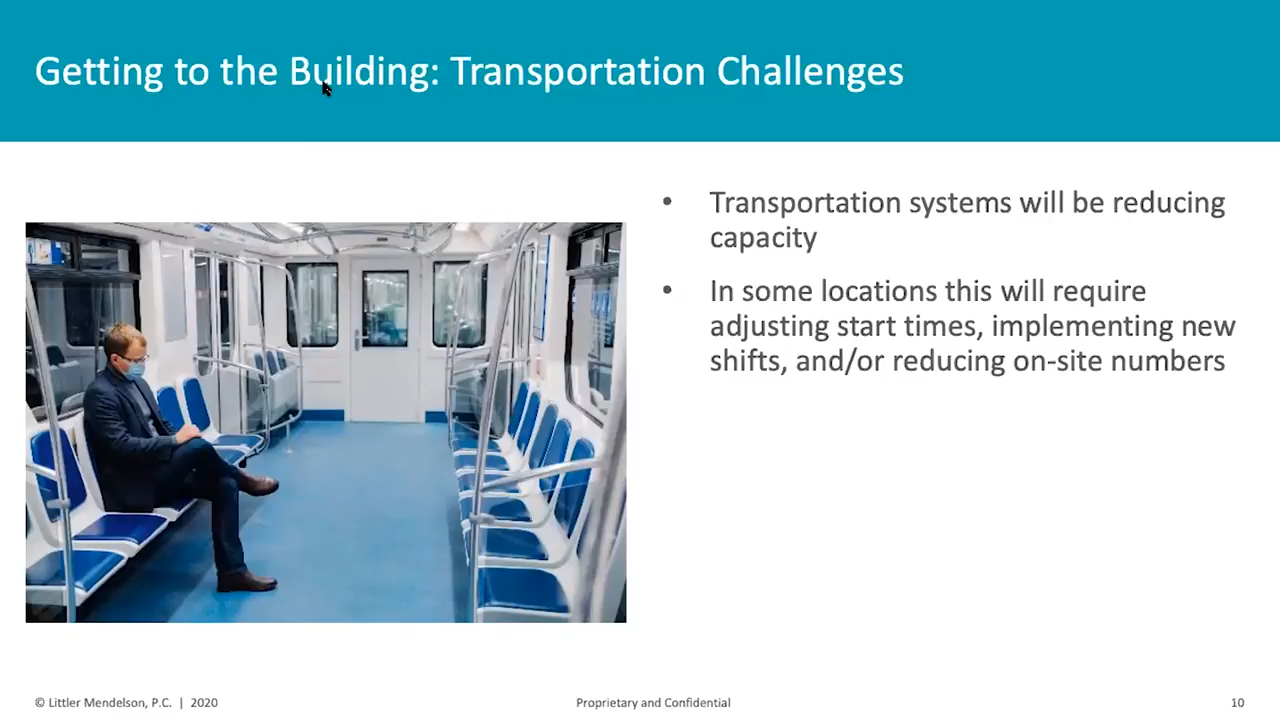 Getting to the Building: Transportation Challenges
• Transportation systems will be reducing
capacity
• In some locations this will require
adjusting start times, implementing new
shifts, and/or reducing on-site numbers
© Littler Mendelson, P.C. | 2020
Proprietary and Confidential
10